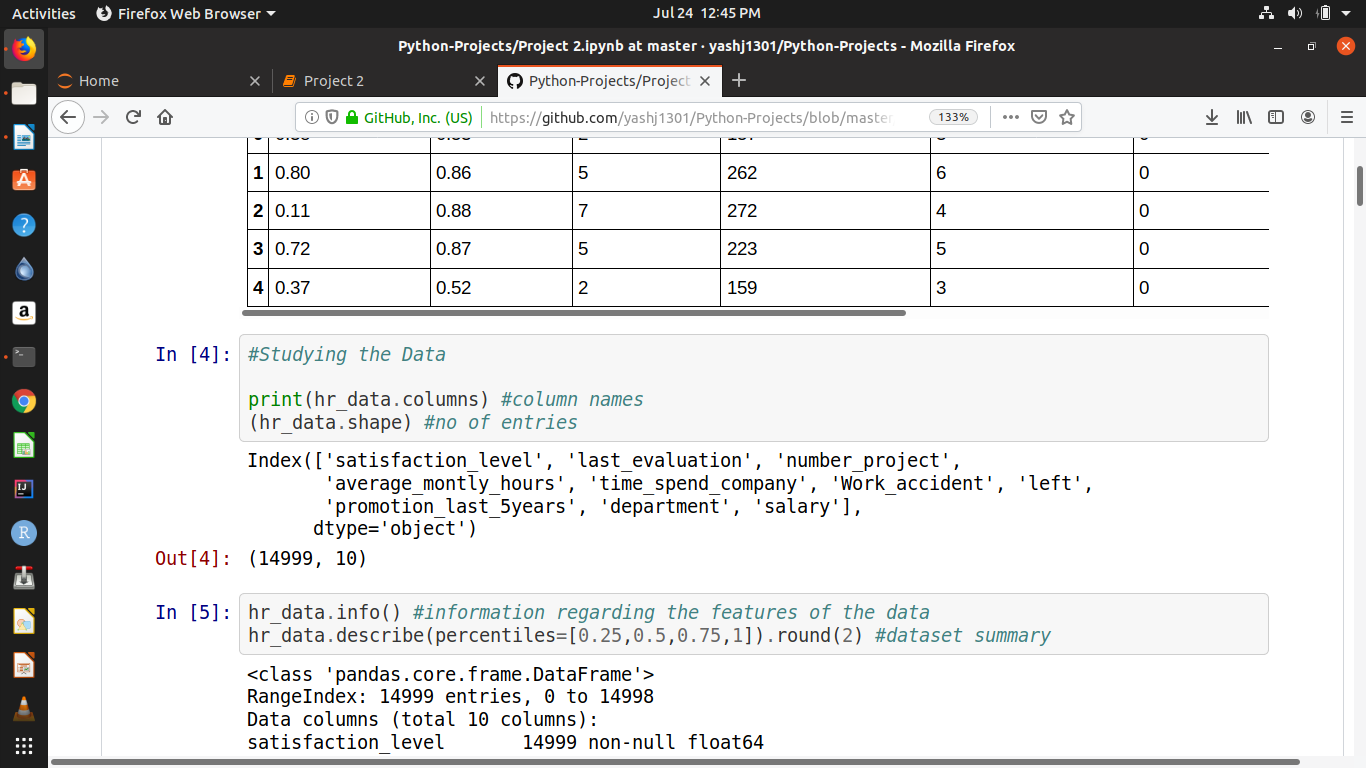 Activities Firefox Web Browser Jul 24 12:45 PM
Python-Projects/Project 2.ipynb at master · yashj1301/Python-Projects - Mozilla Firefox
Home Project 2 Python-Projects/Project
GitHub, Inc. (US) https://github.com/yashj1301/Python-Projects/blob/master 133%
1 0.80 0.86 5 262 6 0
2 0.11 0.88 7 272 4 0
3 0.72 0.87 5 223 5 0
4 0.37 0.52 2 159 3 0
In [4]: #Studying the Data
print(hr_data.columns) #column names
(hr_data.shape) #no of entries
Index(['satisfaction_level', 'last_evaluation', 'number_project',
'average_montly_hours', 'time_spend_company', 'Work_accident', 'left',
'promotion_last_5years', 'department', 'salary'],
dtype='object')
Out[4]: (14999, 10)
In [5]: hr_data.info() #information regarding the features of the data
hr_data.describe(percentiles=[0.25,0.5,0.75,1]).round(2) #dataset summary
<class 'pandas.core.frame.DataFrame'>
RangeIndex: 14999 entries, 0 to 14998
Data columns (total 10 columns):
satisfaction_level 14999 non-null float64